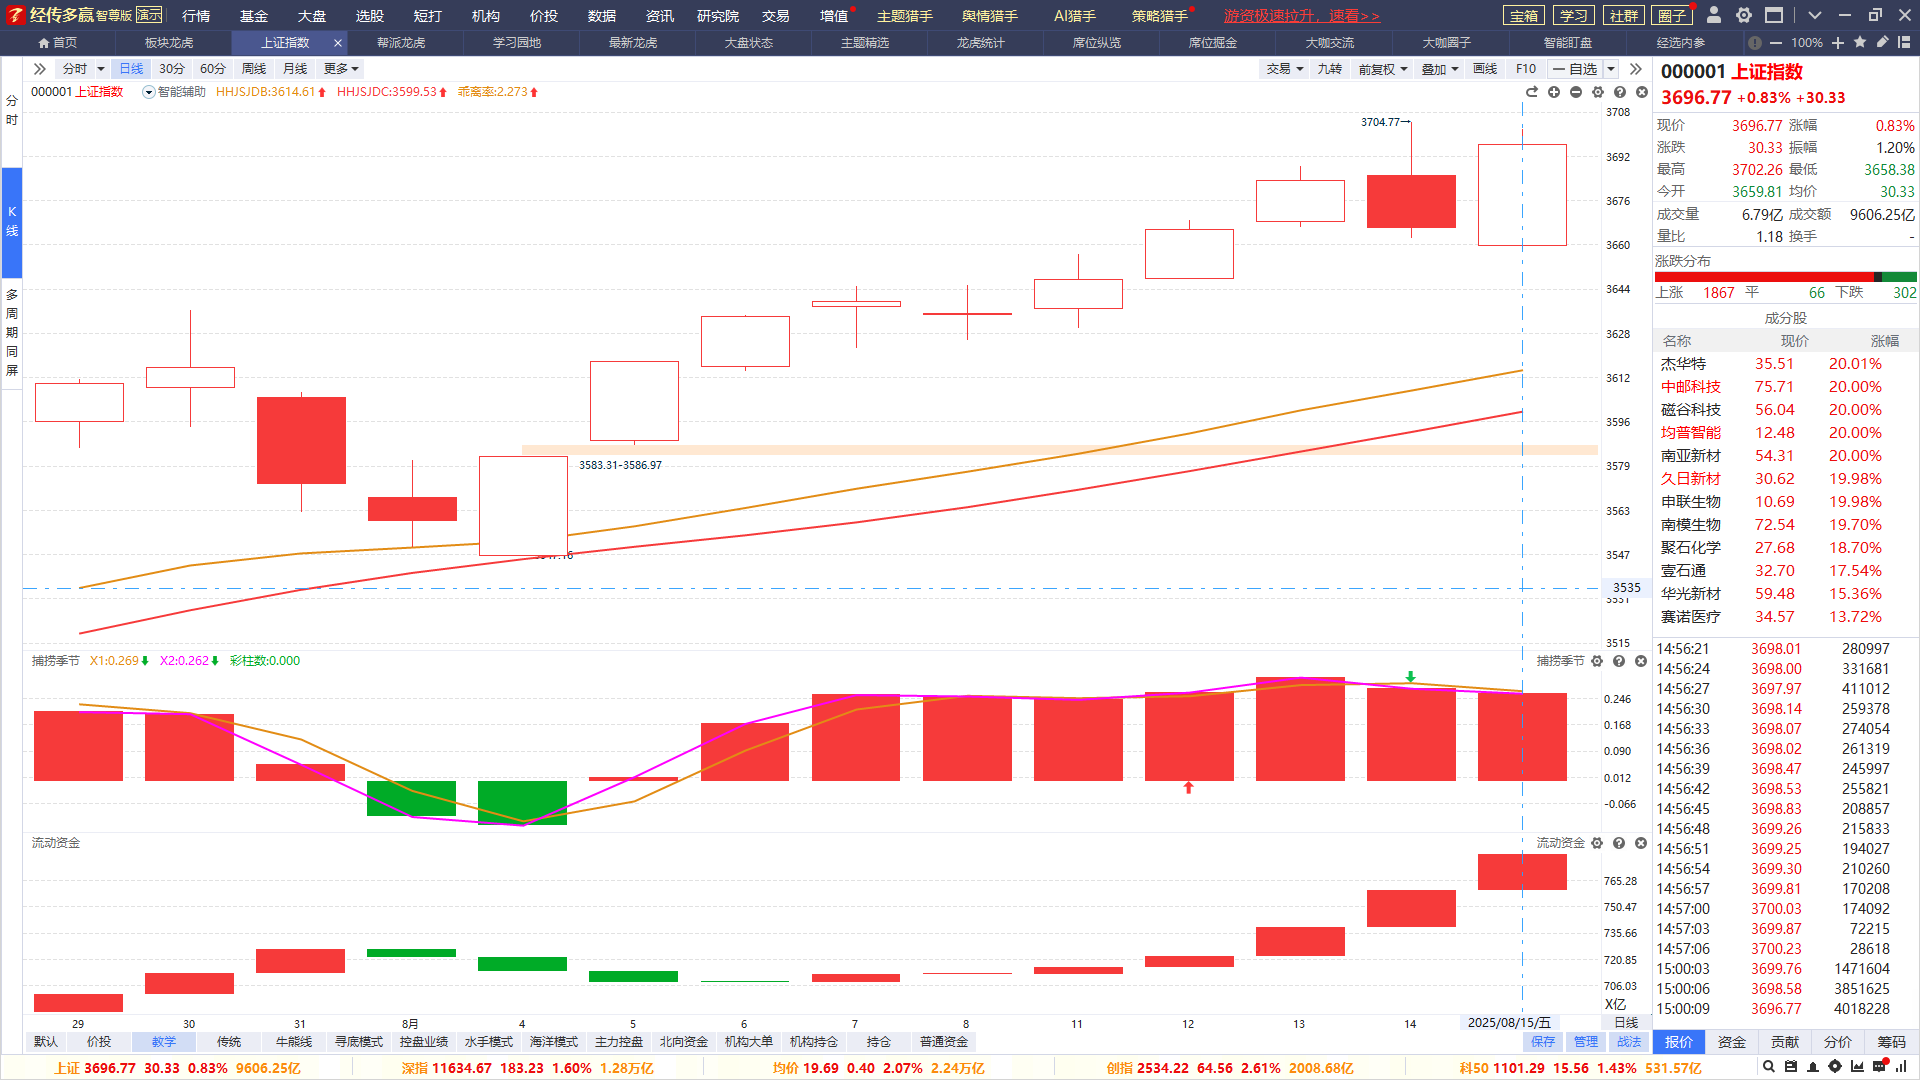 经传多赢 智尊版 演示 行情 基金 大盘 选股 短打 机构 价投 数据 资讯 研究院 交易 增值 主题猎手 舆情猎手 AI猎手 策略猎手 游资极速拉升，速看>> 宝箱 学习 社群 圈子
首页 板块龙虎 上证指数 × 帮派龙虎 学习园地 最新龙虎 大盘状态 主题精选 龙虎统计 席位纵览 席位掘金 大咖交流 大咖圈子 智能盯盘 经选内参 100%
分时 日线 30分 60分 周线 月线 更多 交易 九转 前复权 叠加 画线 F10 自选
000001 上证指数 智能辅助 HHJSJDB:3614.61 HHJSJDC:3599.53 乖离率:2.273
分时
K线
多周期同屏
3704.77
3583.31-3586.97
3708
3692
3676
3660
3644
3628
3612
3596
3579
3563
3547
3535
3515
捕捞季节 X1:0.269 X2:0.262 彩柱数:0.000 捕捞季节
0.246
0.168
0.090
0.012
-0.066
流动资金 流动资金
765.28
750.47
735.66
720.85
706.03
X亿
29 30 31 8月 4 5 6 7 8 11 12 13 14 2025/08/15/五 日线
默认 价投 教学 传统 牛熊线 寻底模式 控盘业绩 水手模式 海洋模式 主力控盘 北向资金 机构大单 机构持仓 持仓 普通资金 保存 管理 战法
000001 上证指数
3696.77 +0.83% +30.33
现价 3696.77 涨幅 0.83%
涨跌 30.33 振幅 1.20%
最高 3702.26 最低 3658.38
今开 3659.81 均价 30.33
成交量 6.79亿 成交额 9606.25亿
量比 1.18 换手 -
涨跌分布
上涨 1867 平 66 下跌 302
成分股
名称 现价 涨幅
杰华特 35.51 20.01%
中邮科技 75.71 20.00%
磁谷科技 56.04 20.00%
均普智能 12.48 20.00%
南亚新材 54.31 20.00%
久日新材 30.62 19.98%
申联生物 10.69 19.98%
南模生物 72.54 19.70%
聚石化学 27.68 18.70%
壹石通 32.70 17.54%
华光新材 59.48 15.36%
赛诺医疗 34.57 13.72%
14:56:21 3698.01 280997
14:56:24 3698.00 331681
14:56:27 3697.97 411012
14:56:30 3698.14 259378
14:56:33 3698.07 274054
14:56:36 3698.02 261319
14:56:39 3698.47 245997
14:56:42 3698.53 255821
14:56:45 3698.83 208857
14:56:48 3699.26 215833
14:56:51 3699.25 194027
14:56:54 3699.30 210260
14:56:57 3699.81 170208
14:57:00 3700.03 174092
14:57:03 3699.87 72215
14:57:06 3700.23 28618
15:00:03 3699.76 1471604
15:00:06 3698.58 3851625
15:00:09 3696.77 4018228
报价 资金 贡献 分价 筹码
上证 3696.77 30.33 0.83% 9606.25亿 深指 11634.67 183.23 1.60% 1.28万亿 均价 19.69 0.40 2.07% 2.24万亿 创指 2534.22 64.56 2.61% 2008.68亿 科50 1101.29 15.56 1.43% 531.57亿